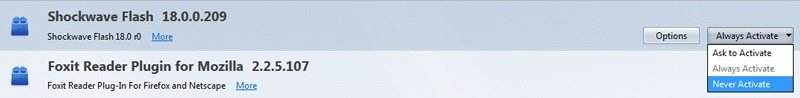 Shockwave Flash 18.0.0.209
Shockwave Flash 18.0 r0 More
Options
Always Activate
Ask to Activate
Always Activate
Never Activate
Foxit Reader Plugin for Mozilla 2.2.5.107
Foxit Reader Plug-In For Firefox and Netscape More